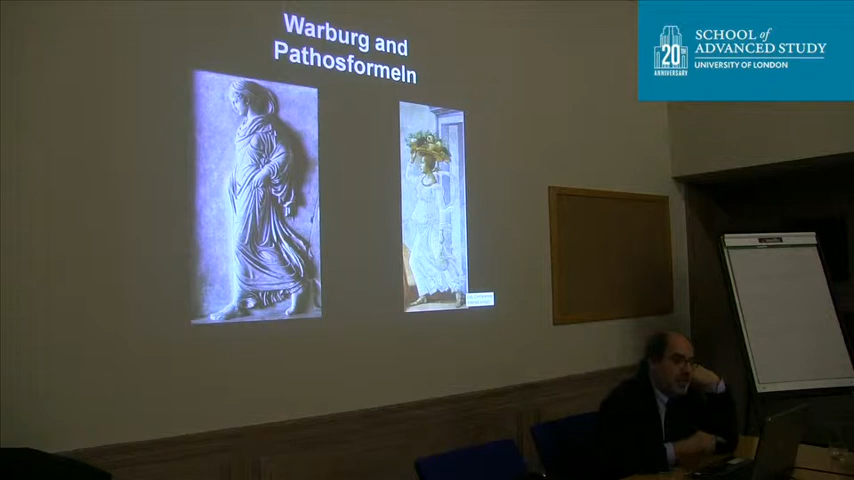 Warburg and
Pathosformeln
20th
ANNIVERSARY
SCHOOL of
ADVANCED STUDY
UNIVERSITY OF LONDON